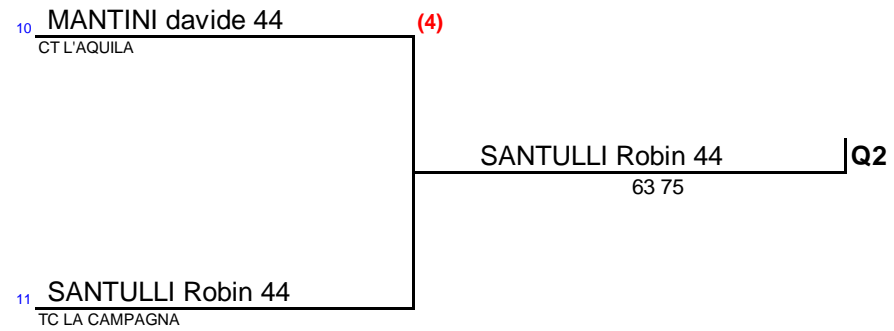 10 MANTINI davide 44 (4)
CT L'AQUILA
SANTULLI Robin 44 Q2
63 75
11 SANTULLI Robin 44
TC LA CAMPAGNA